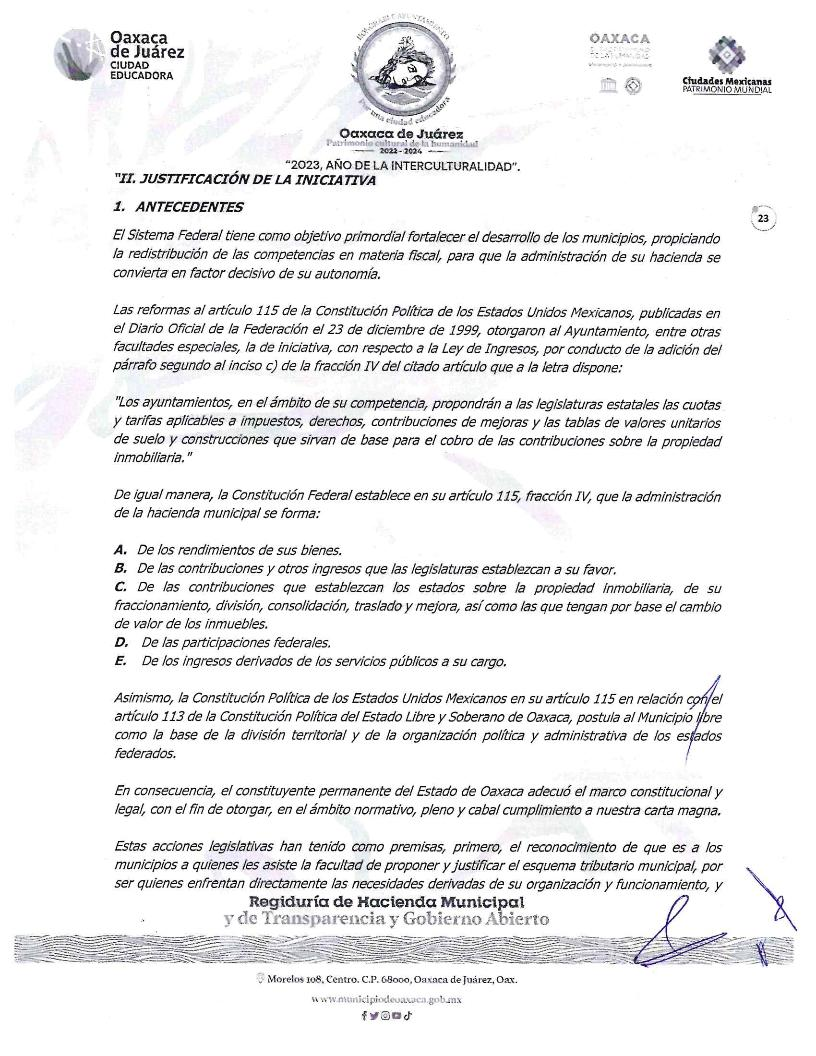 Oaxaca
de Juárez
CIUDAD
EDUCADORA
Oaxaca de Juárez
Patrimonio cultural de la humanidad
2022 - 2024
OAXACA
Ciudades Mexicanas
PATRIMONIO MUNDIAL
"2023, AÑO DE LA INTERCULTURALIDAD".
"II. JUSTIFICACIÓN DE LA INICIATIVA
1. ANTECEDENTES
23
El Sistema Federal tiene como objetivo primordial fortalecer el desarrollo de los municipios, propiciando
la redistribución de las competencias en materia fiscal, para que la administración de su hacienda se
convierta en factor decisivo de su autonomía.
Las reformas al artículo 115 de la Constitución Política de los Estados Unidos Mexicanos, publicadas en
el Diario Oficial de la Federación el 23 de diciembre de 1999, otorgaron al Ayuntamiento, entre otras
facultades especiales, la de iniciativa, con respecto a la Ley de Ingresos, por conducto de la adición del
párrafo segundo al inciso c) de la fracción IV del citado artículo que a la letra dispone:
"Los ayuntamientos, en el ámbito de su competencia, propondrán a las legislaturas estatales las cuotas
y tarifas aplicables a impuestos, derechos, contribuciones de mejoras y las tablas de valores unitarios
de suelo y construcciones que sirvan de base para el cobro de las contribuciones sobre la propiedad
inmobiliaria."
De igual manera, la Constitución Federal establece en su artículo 115, fracción IV, que la administración
de la hacienda municipal se forma:
A. De los rendimientos de sus bienes.
B. De las contribuciones y otros ingresos que las legislaturas establezcan a su favor.
C. De las contribuciones que establezcan los estados sobre la propiedad inmobiliaria, de su
fraccionamiento, división, consolidación, traslado y mejora, así como las que tengan por base el cambio
de valor de los inmuebles.
D. De las participaciones federales.
E. De los ingresos derivados de los servicios públicos a su cargo.
Asimismo, la Constitución Política de los Estados Unidos Mexicanos en su artículo 115 en relación con el
artículo 113 de la Constitución Política del Estado Libre y Soberano de Oaxaca, postula al Municipio libre
como la base de la división territorial y de la organización política y administrativa de los estados
federados.
En consecuencia, el constituyente permanente del Estado de Oaxaca adecuó el marco constitucional y
legal, con el fin de otorgar, en el ámbito normativo, pleno y cabal cumplimiento a nuestra carta magna.
Estas acciones legislativas han tenido como premisas, primero, el reconocimiento de que es a los
municipios a quienes les asiste la facultad de proponer y justificar el esquema tributario municipal, por
ser quienes enfrentan directamente las necesidades derivadas de su organización y funcionamiento, y
Regiduría de Hacienda Municipal
y de Transparencia y Gobierno Abierto
Morelos 108, Centro. C.P. 68000, Oaxaca de Juárez, Oax.
www.municipiodeoaxaca.gob.mx